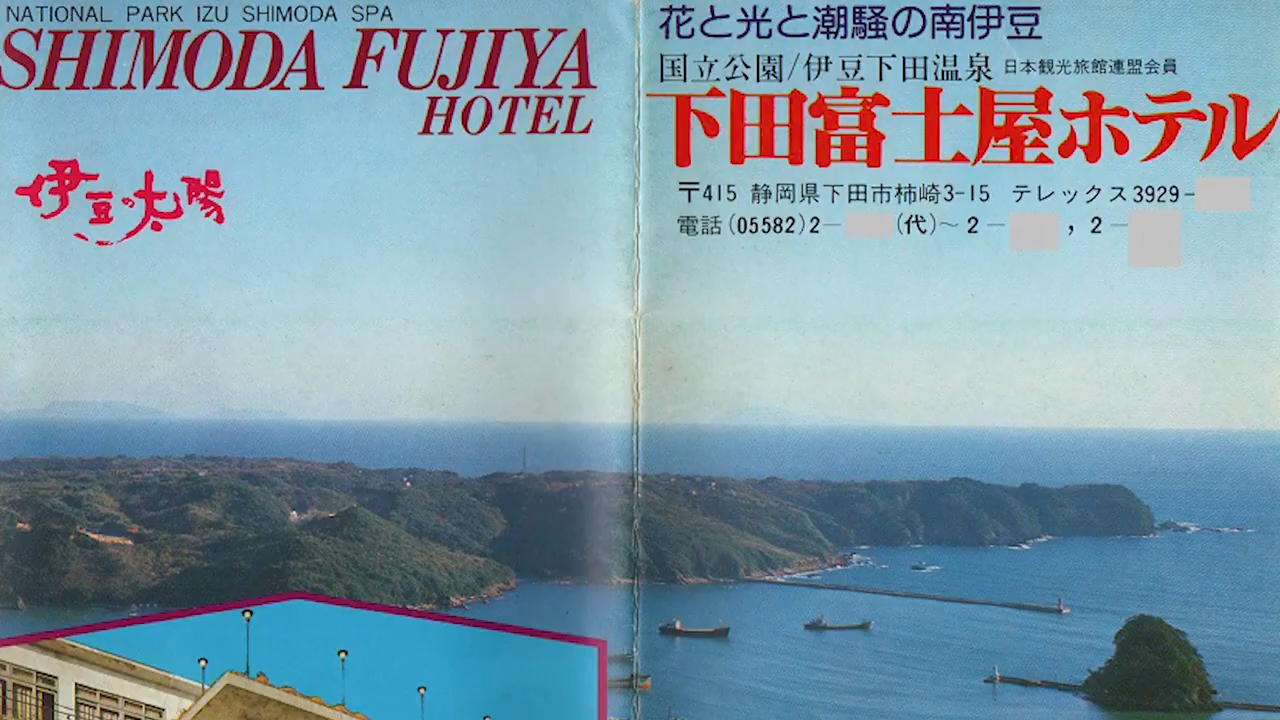 NATIONAL PARK IZU SHIMODA SPA
SHIMODA FUJIYA
HOTEL
伊豆の太陽
花と光と潮騒の南伊豆
国立公園/伊豆下田温泉 日本観光旅館連盟会員
下田富士屋ホテル
〒415 静岡県下田市柿崎3-15 テレックス3929-
電話(05582)2- (代)~2- ,2-